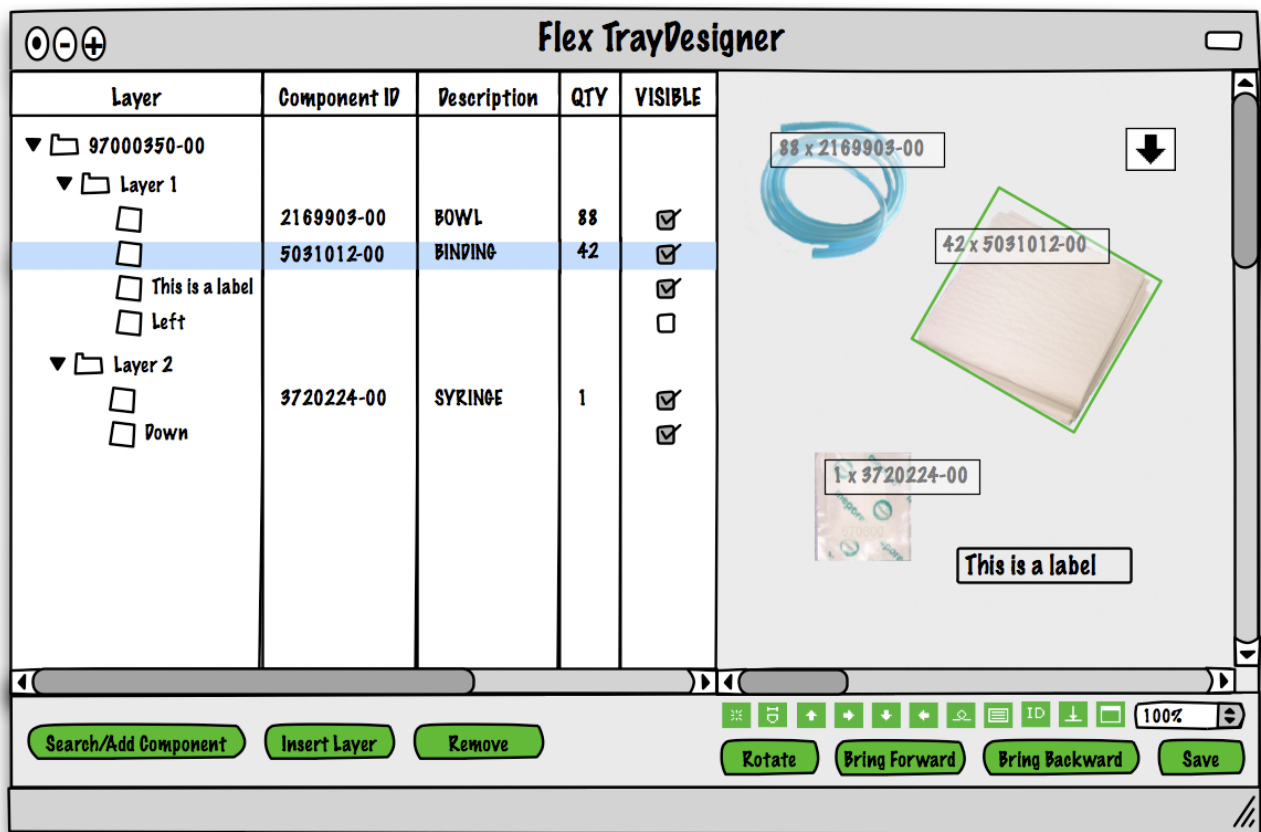 Flex TrayDesigner
Layer Component ID Description QTY VISIBLE
97000350-00
Layer 1
2169903-00 BOWL 88
5031012-00 BINDING 42
This is a label
Left
Layer 2
3720224-00 SYRINGE 1
Down
88 x 2169903-00
42 x 5031012-00
1 x 3720224-00
670800
This is a label
ID
100%
Search/Add Component Insert Layer Remove
Rotate Bring Forward Bring Backward Save